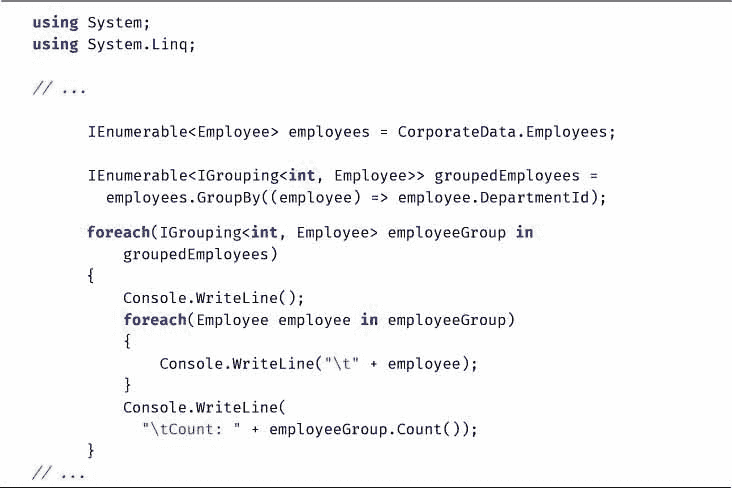 using System;
using System.Linq;
// ...
IEnumerable<Employee> employees = CorporateData.Employees;
IEnumerable<IGrouping<int, Employee>> groupedEmployees =
employees.GroupBy((employee) => employee.DepartmentId);
foreach(IGrouping<int, Employee> employeeGroup in
groupedEmployees)
{
Console.WriteLine();
foreach(Employee employee in employeeGroup)
{
Console.WriteLine("\t" + employee);
}
Console.WriteLine(
"\tCount: " + employeeGroup.Count());
}
// ...